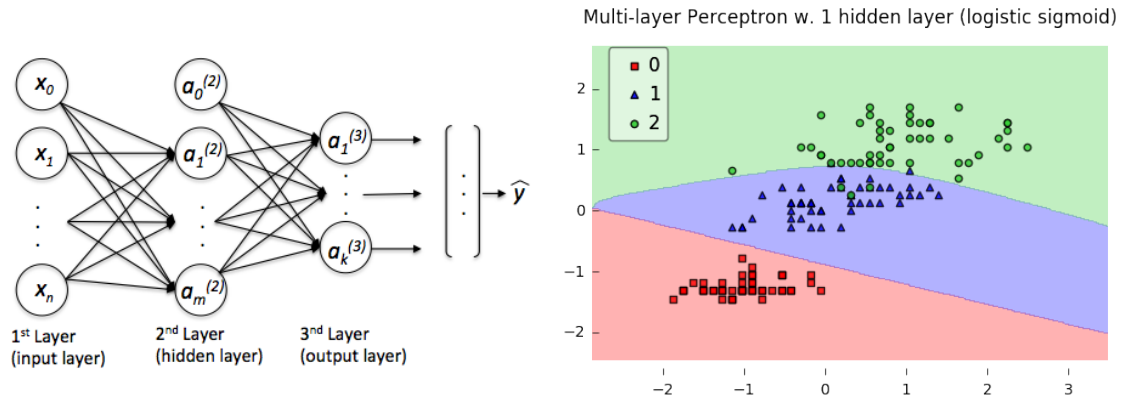 x0
x1
xn
a0(2)
a1(2)
am(2)
a1(3)
ak(3)
ŷ
1st Layer
(input layer)
2nd Layer
(hidden layer)
3nd Layer
(output layer)
Multi-layer Perceptron w. 1 hidden layer (logistic sigmoid)
0
1
2
2
1
0
−1
−2
−2
−1
0
1
2
3